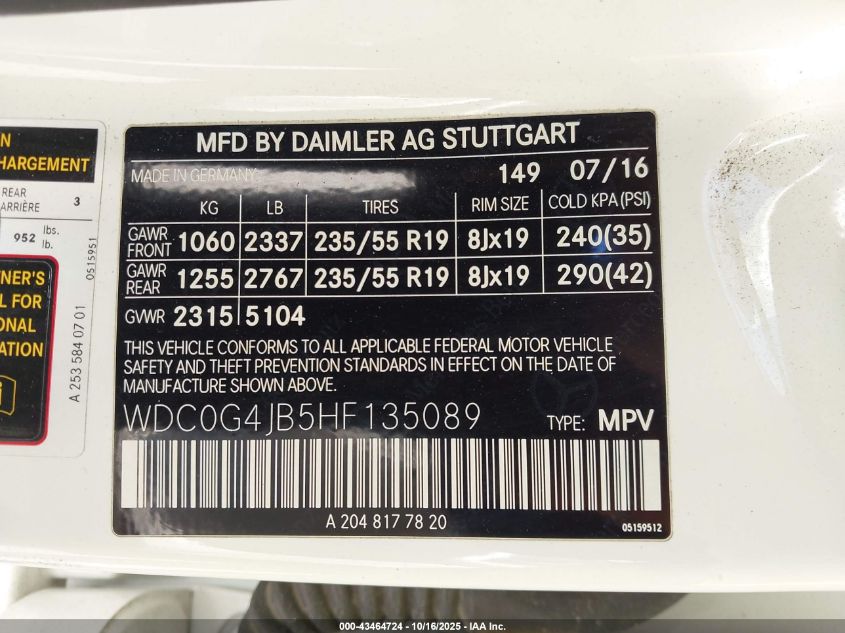 N
HARGEMENT
REAR
ARRIÈRE 3
952 lbs.
lb.
0515951
TNER'S
L FOR
ONAL
ATION
A 253 584 07 01
MFD BY DAIMLER AG STUTTGART
MADE IN GERMANY 149 07/16
KG LB TIRES RIM SIZE COLD KPA(PSI)
GAWR FRONT 1060 2337 235/55 R19 8Jx19 240(35)
GAWR REAR 1255 2767 235/55 R19 8Jx19 290(42)
GVWR 2315 5104
THIS VEHICLE CONFORMS TO ALL APPLICABLE FEDERAL MOTOR VEHICLE
SAFETY AND THEFT PREVENTION STANDARDS IN EFFECT ON THE DATE OF
MANUFACTURE SHOWN ABOVE.
WDC0G4JB5HF135089 TYPE: MPV
A 204 817 78 20
05159512
000-43464724 - 10/16/2025 - IAA Inc.